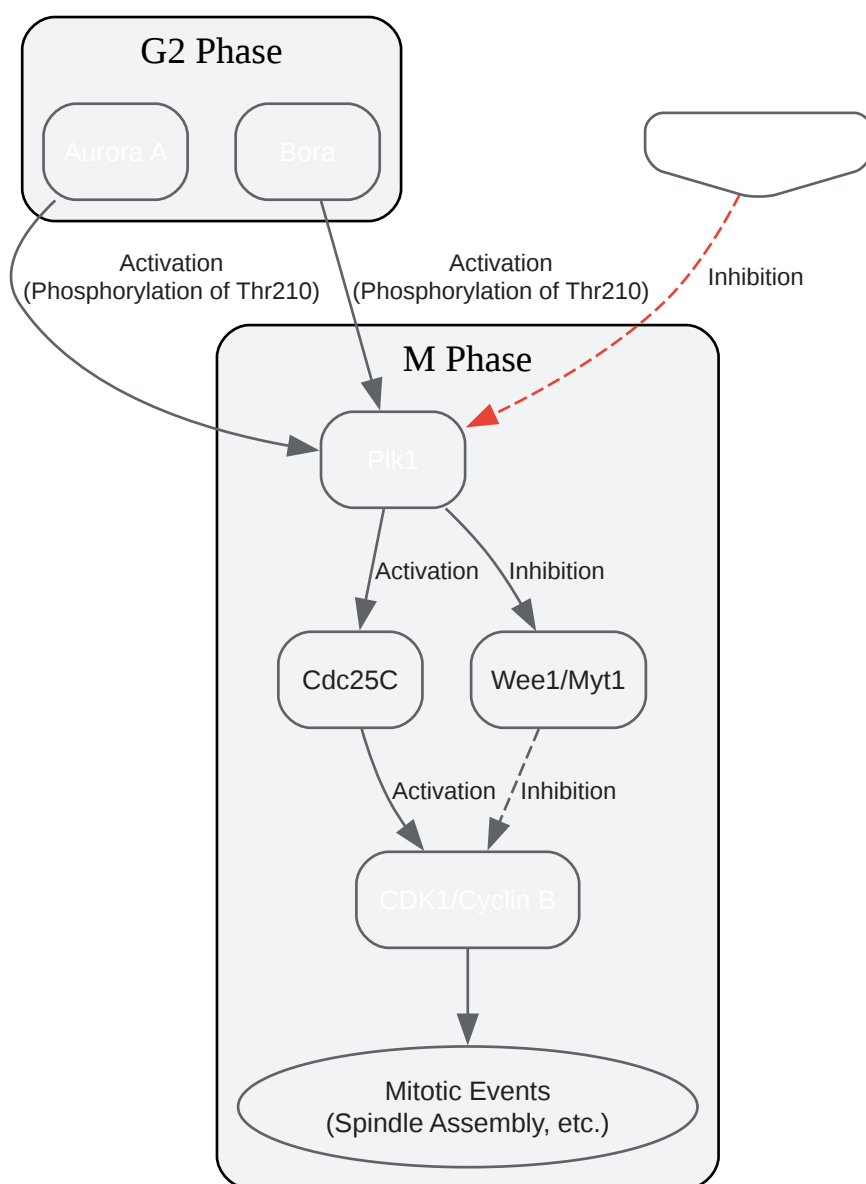 G2 Phase
Aurora A
Bora
Activation
(Phosphorylation of Thr210)
Activation
(Phosphorylation of Thr210)
Inhibition
M Phase
Plk1
Activation
Inhibition
Cdc25C
Wee1/Myt1
Activation
Inhibition
CDK1/Cyclin B
Mitotic Events
(Spindle Assembly, etc.)